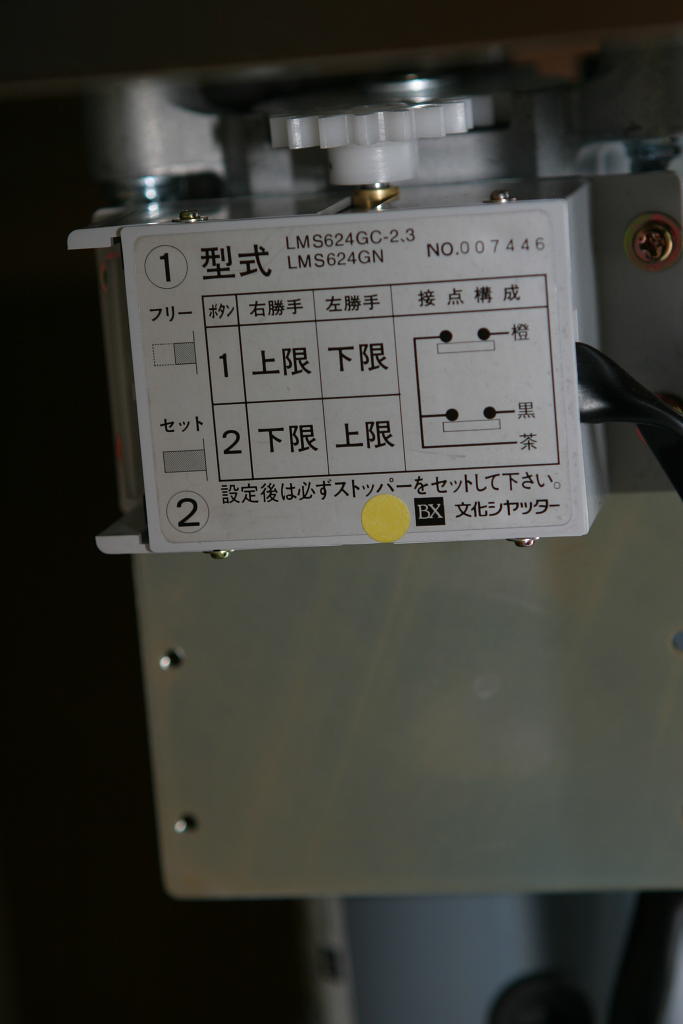 ① 型式 LMS624GC-2.3 NO.007446
LMS624GN
フリー
セット
②
ボタン 右勝手 左勝手 接点構成
1 上限 下限
2 下限 上限
橙
黒
茶
設定後は必ずストッパーをセットして下さい。
BX 文化シヤッター